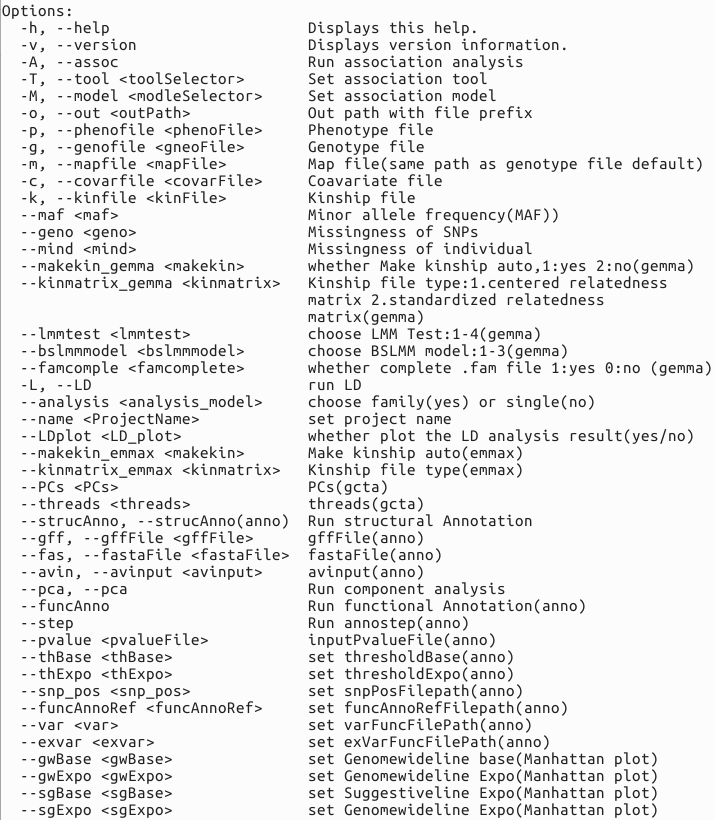 Options:
-h, --help Displays this help.
-v, --version Displays version information.
-A, --assoc Run association analysis
-T, --tool <toolSelector> Set association tool
-M, --model <modleSelector> Set association model
-o, --out <outPath> Out path with file prefix
-p, --phenofile <phenoFile> Phenotype file
-g, --genofile <gneoFile> Genotype file
-m, --mapfile <mapFile> Map file(same path as genotype file default)
-c, --covarfile <covarFile> Coavariate file
-k, --kinfile <kinFile> Kinship file
--maf <maf> Minor allele frequency(MAF))
--geno <geno> Missingness of SNPs
--mind <mind> Missingness of individual
--makekin_gemma <makekin> whether Make kinship auto,1:yes 2:no(gemma)
--kinmatrix_gemma <kinmatrix> Kinship file type:1.centered relatedness
matrix 2.standardized relatedness
matrix(gemma)
--lmmtest <lmmtest> choose LMM Test:1-4(gemma)
--bslmmmodel <bslmmmodel> choose BSLMM model:1-3(gemma)
--famcomple <famcomplete> whether complete .fam file 1:yes 0:no (gemma)
-L, --LD run LD
--analysis <analysis_model> choose family(yes) or single(no)
--name <ProjectName> set project name
--LDplot <LD_plot> whether plot the LD analysis result(yes/no)
--makekin_emmax <makekin> Make kinship auto(emmax)
--kinmatrix_emmax <kinmatrix> Kinship file type(emmax)
--PCs <PCs> PCs(gcta)
--threads <threads> threads(gcta)
--strucAnno, --strucAnno(anno) Run structural Annotation
--gff, --gffFile <gffFile> gffFile(anno)
--fas, --fastaFile <fastaFile> fastaFile(anno)
--avin, --avinput <avinput> avinput(anno)
--pca, --pca Run component analysis
--funcAnno Run functional Annotation(anno)
--step Run annostep(anno)
--pvalue <pvalueFile> inputPvalueFile(anno)
--thBase <thBase> set thresholdBase(anno)
--thExpo <thExpo> set thresholdExpo(anno)
--snp_pos <snp_pos> set snpPosFilepath(anno)
--funcAnnoRef <funcAnnoRef> set funcAnnoRefFilepath(anno)
--var <var> set varFuncFilePath(anno)
--exvar <exvar> set exVarFuncFilePath(anno)
--gwBase <gwBase> set Genomewideline base(Manhattan plot)
--gwExpo <gwExpo> set Genomewideline Expo(Manhattan plot)
--sgBase <sgBase> set Suggestiveline Expo(Manhattan plot)
--sgExpo <sgExpo> set Genomewideline Expo(Manhattan plot)